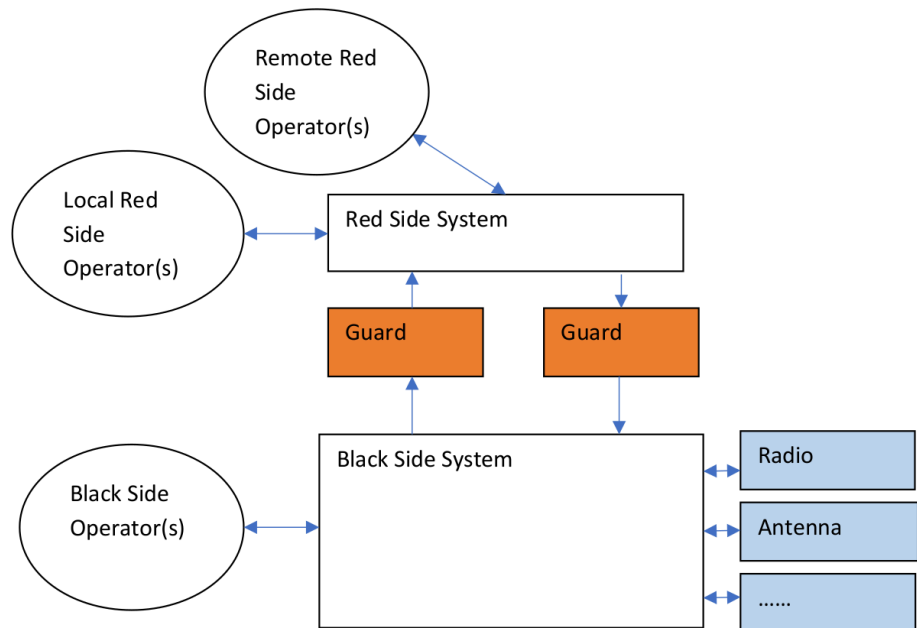 Remote Red
Side
Operator(s)
Local Red
Side
Operator(s)
Red Side System
Guard
Guard
Black Side System
Radio
Black Side
Operator(s)
Antenna
......